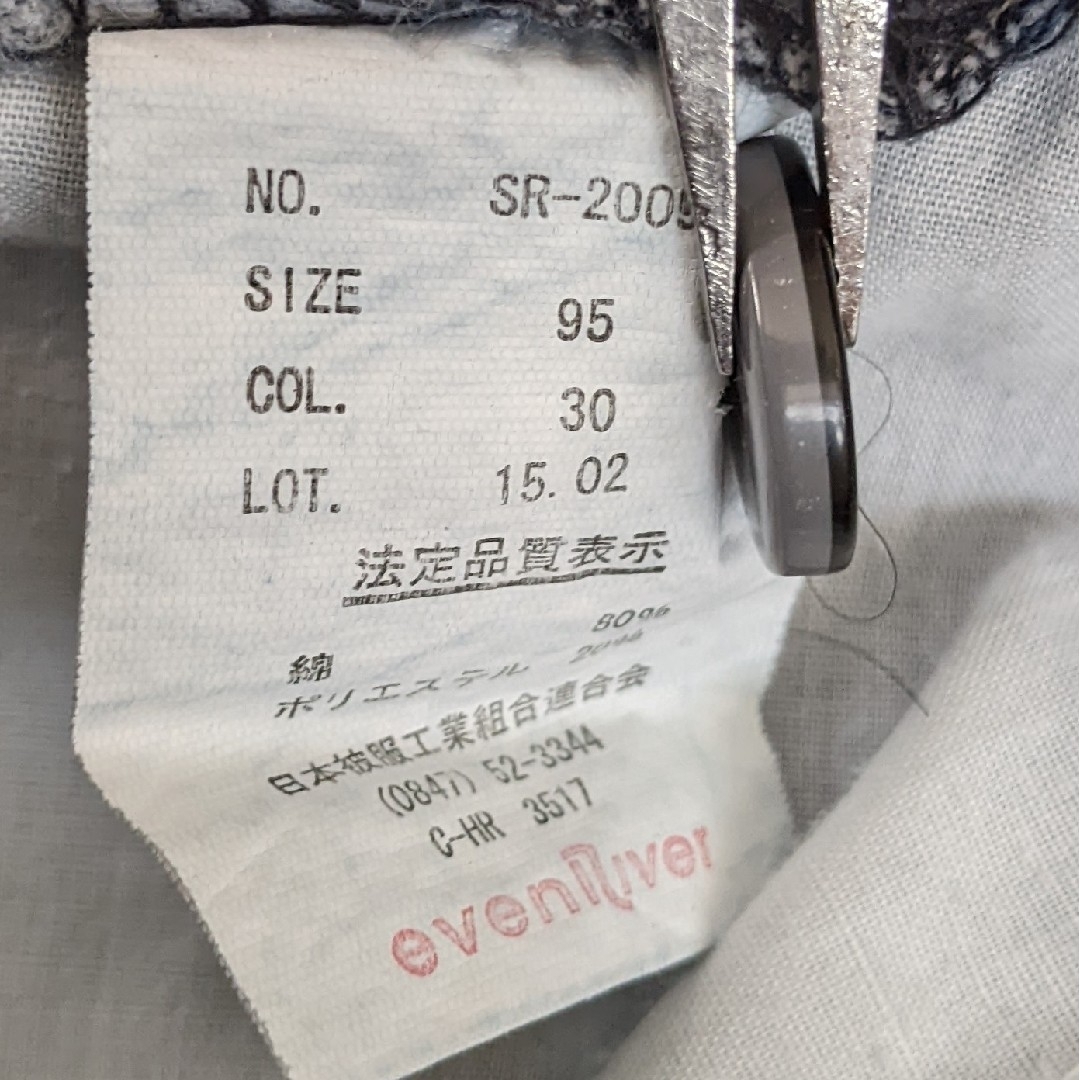 NO. SR-2009
SIZE 95
COL. 30
LOT. 15.02
法定品質表示
綿 80%
ポリエステル 20%
日本被服工業組合連合会
(0847) 52-3344
C-HR 3517
evenRiver